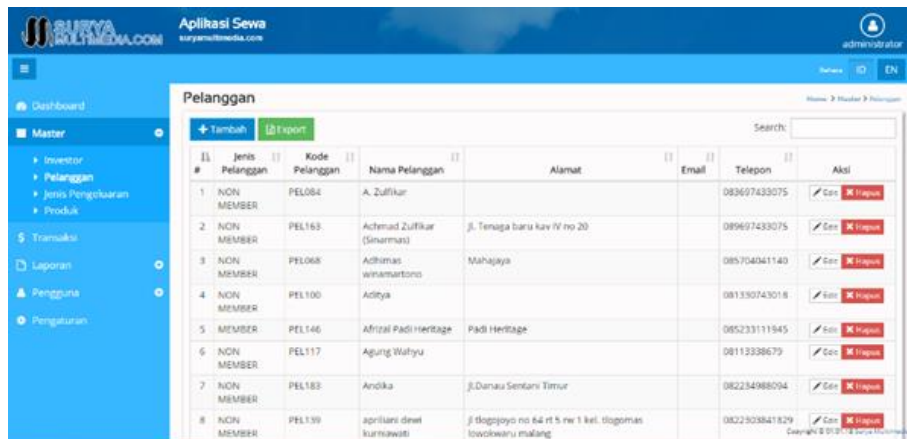 SURYA
MULTIMEDIA.COM
Aplikasi Sewa
suryamultimedia.com
administrator
Bahasa ID EN
Dashboard
Master
Investor
Pelanggan
Jenis Pengeluaran
Produk
Transaksi
Laporan
Pengguna
Pengaturan
Pelanggan
Home > Master > Pelanggan
Tambah Export
Search:
# Jenis Pelanggan Kode Pelanggan Nama Pelanggan Alamat Email Telepon Aksi
1 NON MEMBER PEL084 A. Zulfikar 083697433075 Edit Hapus
2 NON MEMBER PEL163 Achmad Zulfikar (Sinarmas) Jl. Tenaga baru kav IV no 20 089697433075 Edit Hapus
3 NON MEMBER PEL068 Adhimas winamartono Mahajaya 085704041140 Edit Hapus
4 NON MEMBER PEL100 Aditya 081330743018 Edit Hapus
5 MEMBER PEL146 Afrizal Padi Heritage Padi Heritage 085233111945 Edit Hapus
6 NON MEMBER PEL117 Agung Wahyu 08113338679 Edit Hapus
7 NON MEMBER PEL183 Andika Jl.Danau Sentani Timur 082234988094 Edit Hapus
8 NON MEMBER PEL139 apriliani dewi kurniawati jl tlogojoyo no 64 rt 5 rw 1 kel. tlogomas lowokwaru malang 0822303841829 Edit Hapus